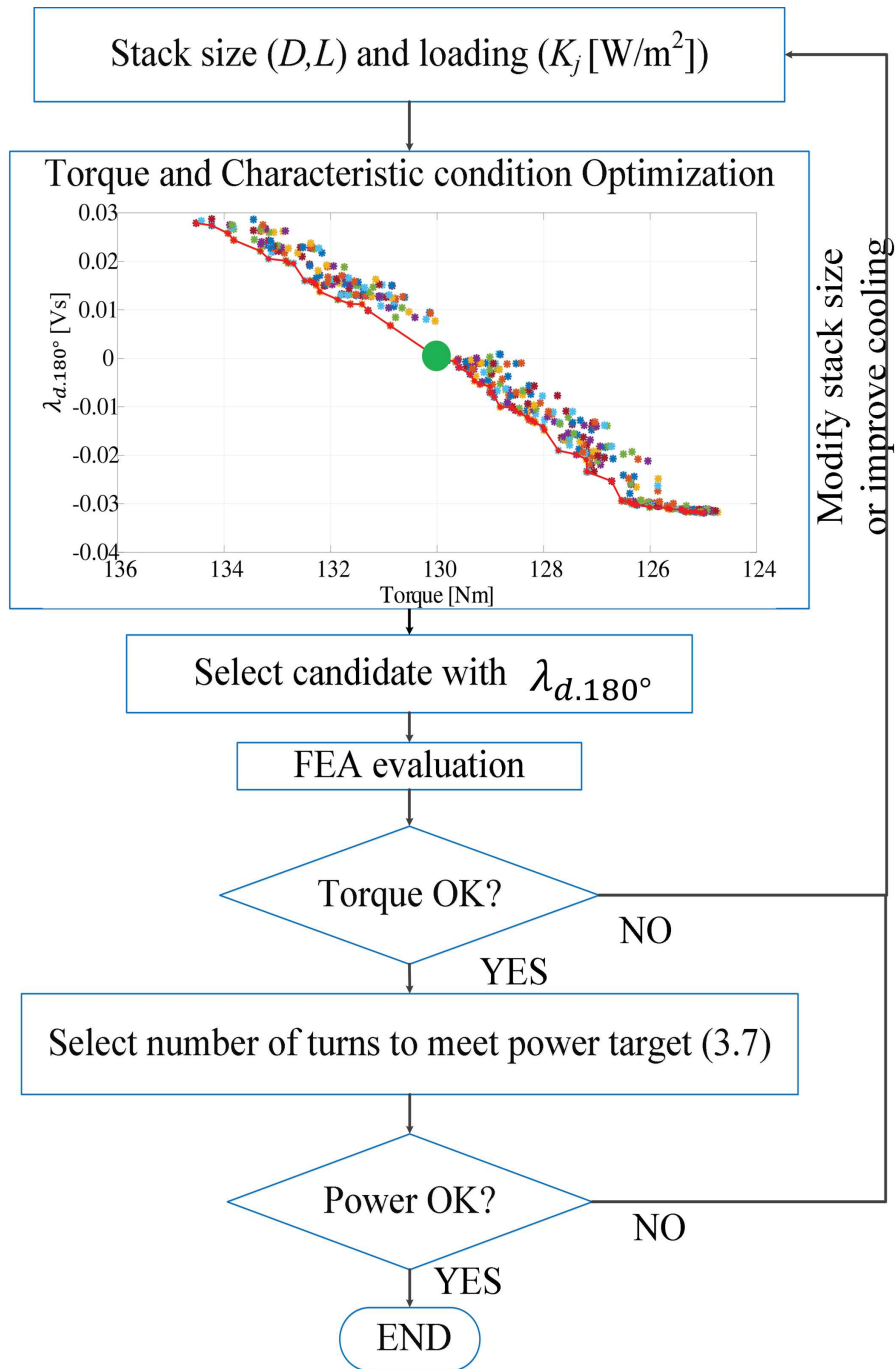 Stack size (D,L) and loading (K_j [W/m²])
Torque and Characteristic condition Optimization
0.03
0.02
0.01
0
-0.01
-0.02
-0.03
-0.04
λ_{d.180°} [Vs]
136 134 132 130 128 126 124
Torque [Nm]
Modify stack size
or improve cooling
Select candidate with λ_{d.180°}
FEA evaluation
Torque OK?
NO
YES
Select number of turns to meet power target (3.7)
Power OK?
NO
YES
END